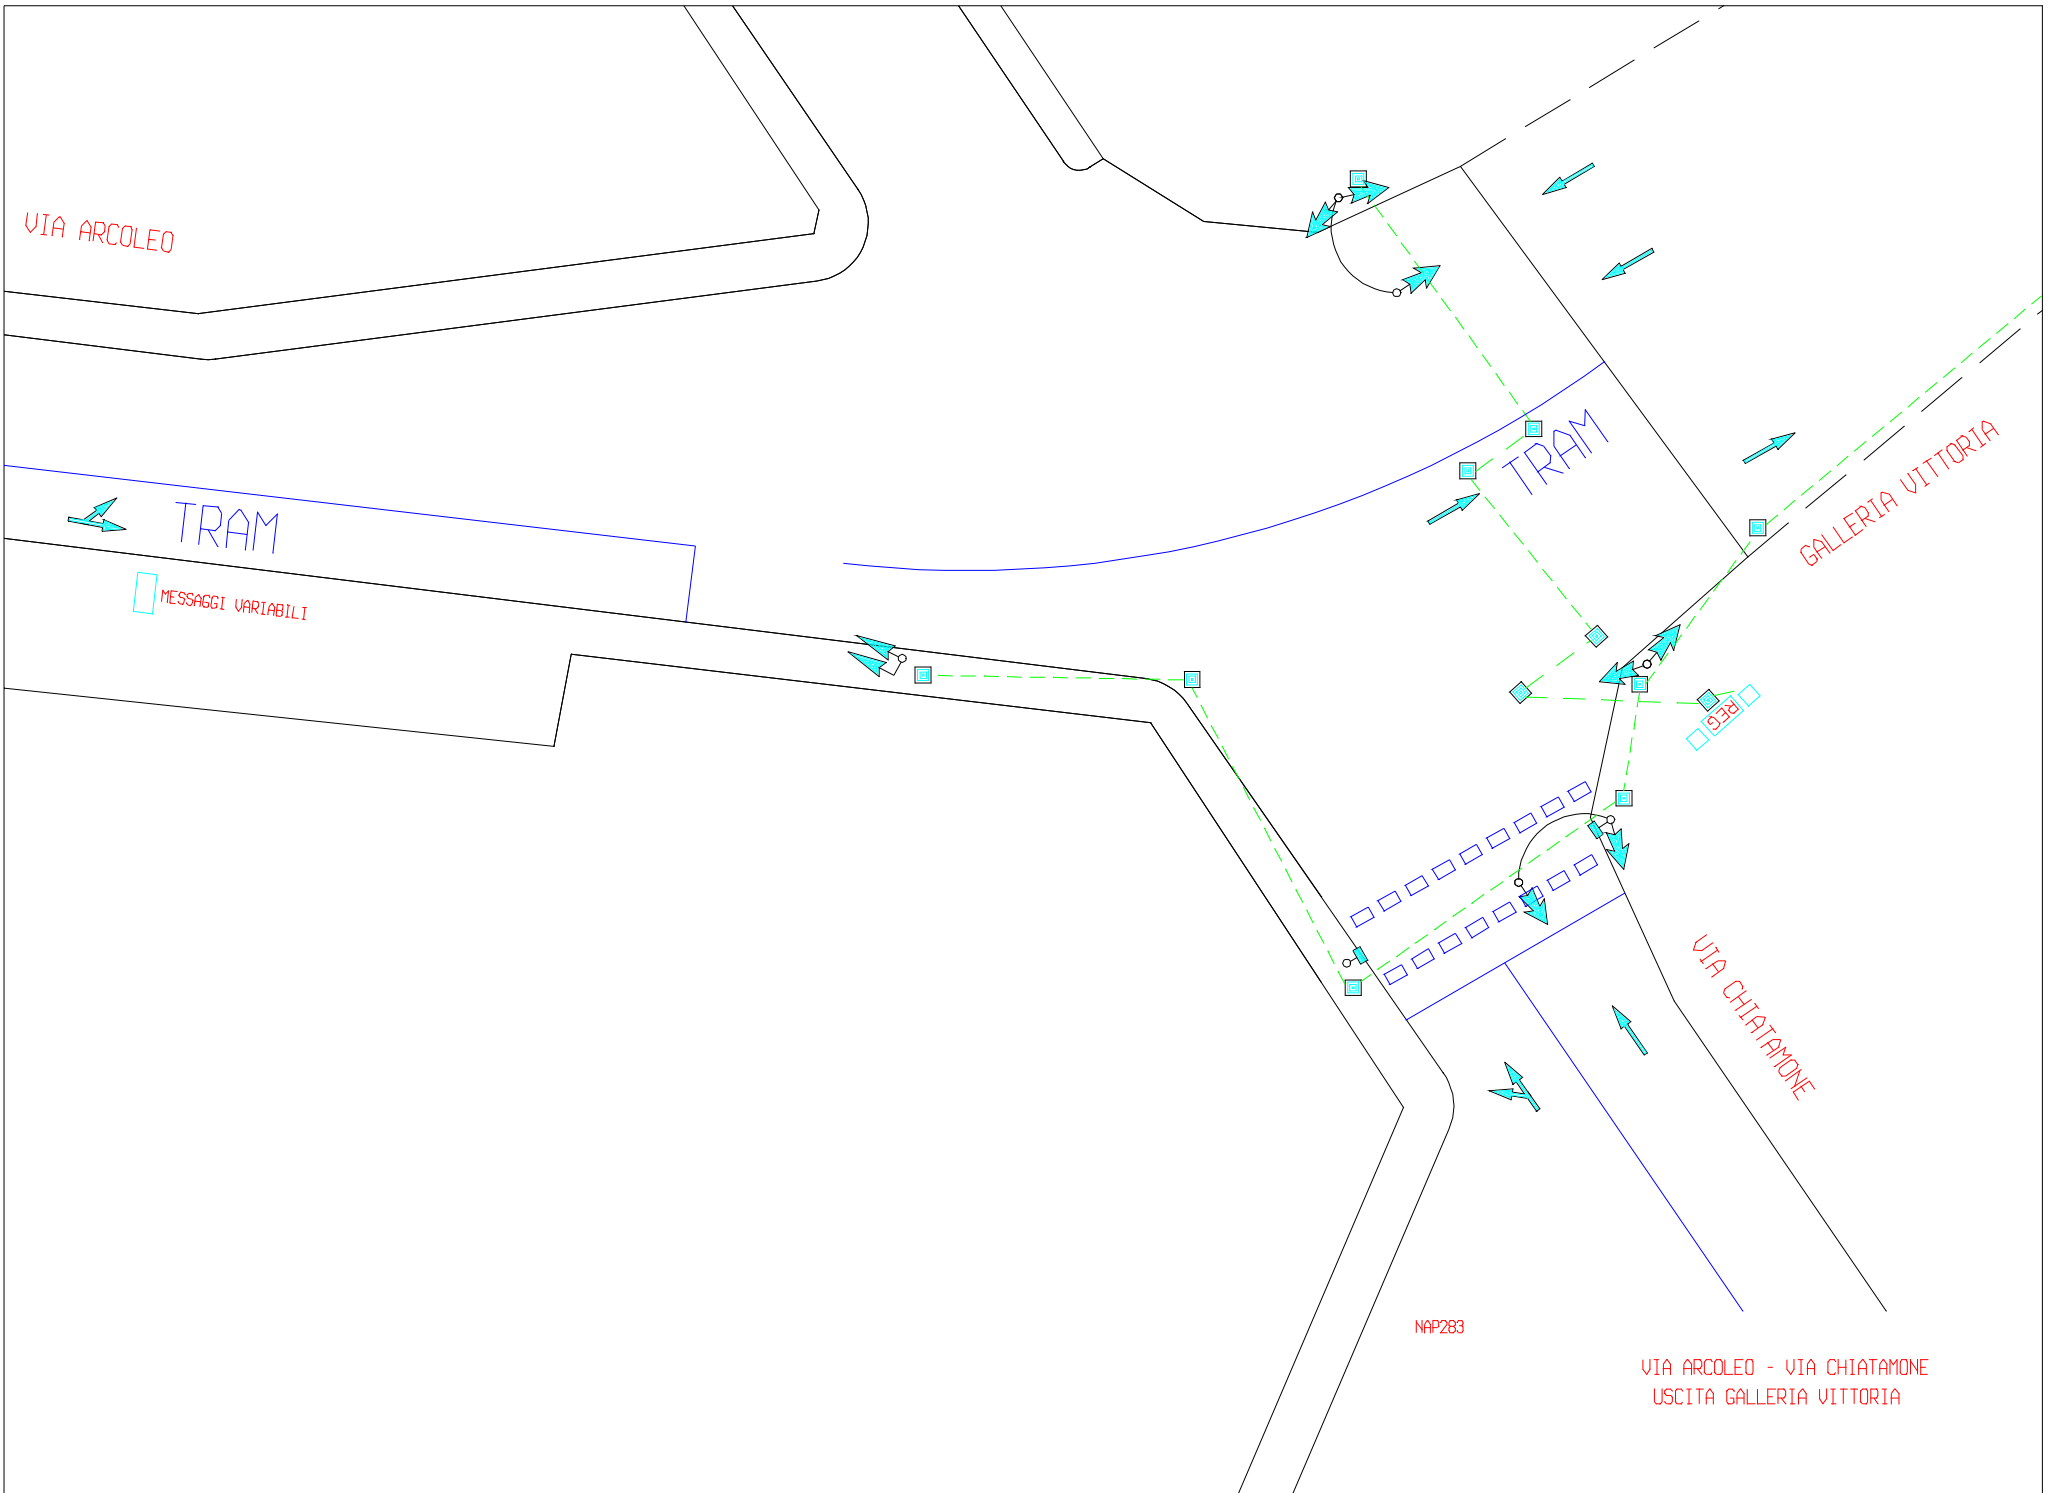 VIA ARCOLEO
TRAM
GALLERIA VITTORIA
TRAM
MESSAGGI VARIABILI
REG
VIA CHIATAMONE
NAP283
VIA ARCOLEO - VIA CHIATAMONE
USCITA GALLERIA VITTORIA